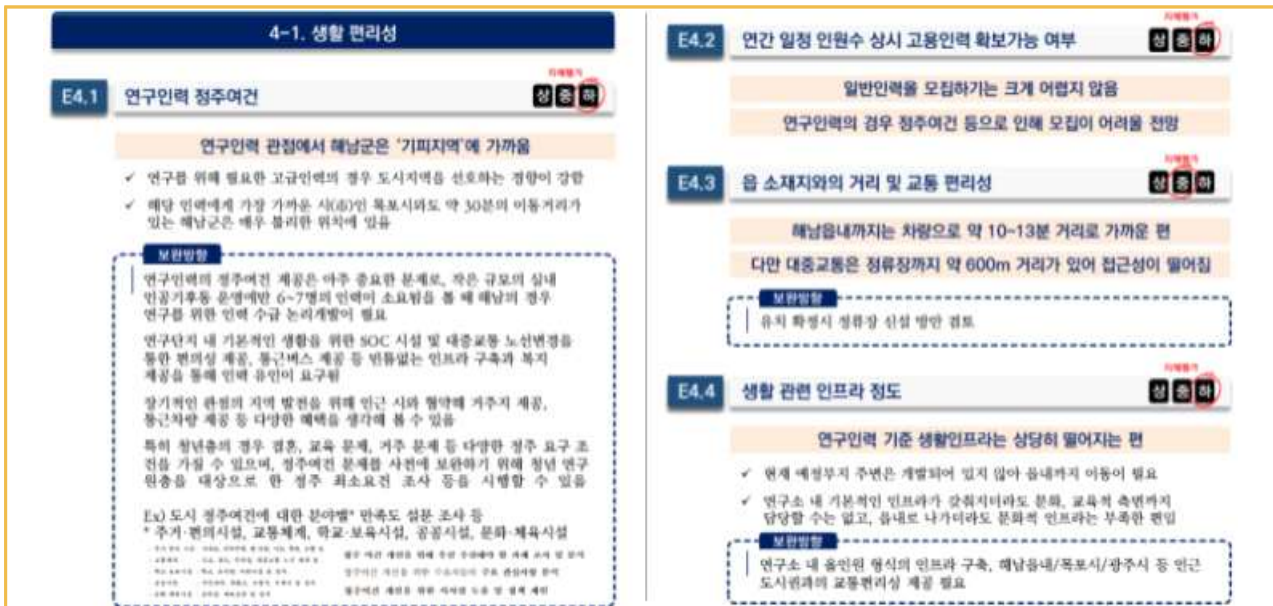 4-1. 생활 편리성
E4.1 연구인력 정주여건
자체평가
상 중 하
연구인력 관점에서 해남군은 '기피지역'에 가까움
✓ 연구를 위해 필요한 고급인력의 경우 도시지역을 선호하는 경향이 강함
✓ 해당 인력에게 가장 가까운 시(市)인 목포시와도 약 30분의 이동거리가
있는 해남군은 매우 불리한 위치에 있음
보완방향
연구인력의 정주여건 제공은 아주 중요한 문제로, 작은 규모의 실내
인공기후동 운영에만 6~7명의 인력이 소요됨을 볼 때 해남의 경우
연구를 위한 인력 수급 논리개발이 필요
연구단지 내 기본적인 생활을 위한 SOC 시설 및 대중교통 노선변경을
통한 편의성 제공, 통근버스 제공 등 빈틈없는 인프라 구축과 복지
제공을 통해 인력 유인이 요구됨
장기적인 관점의 지역 발전을 위해 인근 시와 협약해 거주지 제공,
통근차량 제공 등 다양한 혜택을 생각해 볼 수 있음
특히 청년층의 경우 결혼, 교육 문제, 거주 문제 등 다양한 정주 요구 조
건을 가질 수 있으며, 정주여건 문제를 사전에 보완하기 위해 청년 연구
원층을 대상으로 한 정주 최소요건 조사 등을 시행할 수 있음
Ex) 도시 정주여건에 대한 분야별* 만족도 설문 조사 등
* 주거·편의시설, 교통체계, 학교·보육시설, 공공시설, 문화·체육시설
E4.2 연간 일정 인원수 상시 고용인력 확보가능 여부
자체평가
상 중 하
일반인력을 모집하기는 크게 어렵지 않음
연구인력의 경우 정주여건 등으로 인해 모집이 어려울 전망
E4.3 읍 소재지와의 거리 및 교통 편리성
자체평가
상 중 하
해남읍내까지는 차량으로 약 10~13분 거리로 가까운 편
다만 대중교통은 정류장까지 약 600m 거리가 있어 접근성이 떨어짐
보완방향
유치 확정시 정류장 신설 방안 검토
E4.4 생활 관련 인프라 정도
자체평가
상 중 하
연구인력 기준 생활인프라는 상당히 떨어지는 편
✓ 현재 예정부지 주변은 개발되어 있지 않아 읍내까지 이동이 필요
✓ 연구소 내 기본적인 인프라가 갖춰지더라도 문화, 교육적 측면까지
담당할 수는 없고, 읍내로 나가더라도 문화적 인프라는 부족한 편임
보완방향
연구소 내 올인원 형식의 인프라 구축, 해남읍내/목포시/광주시 등 인근
도시권과의 교통편리성 제공 필요